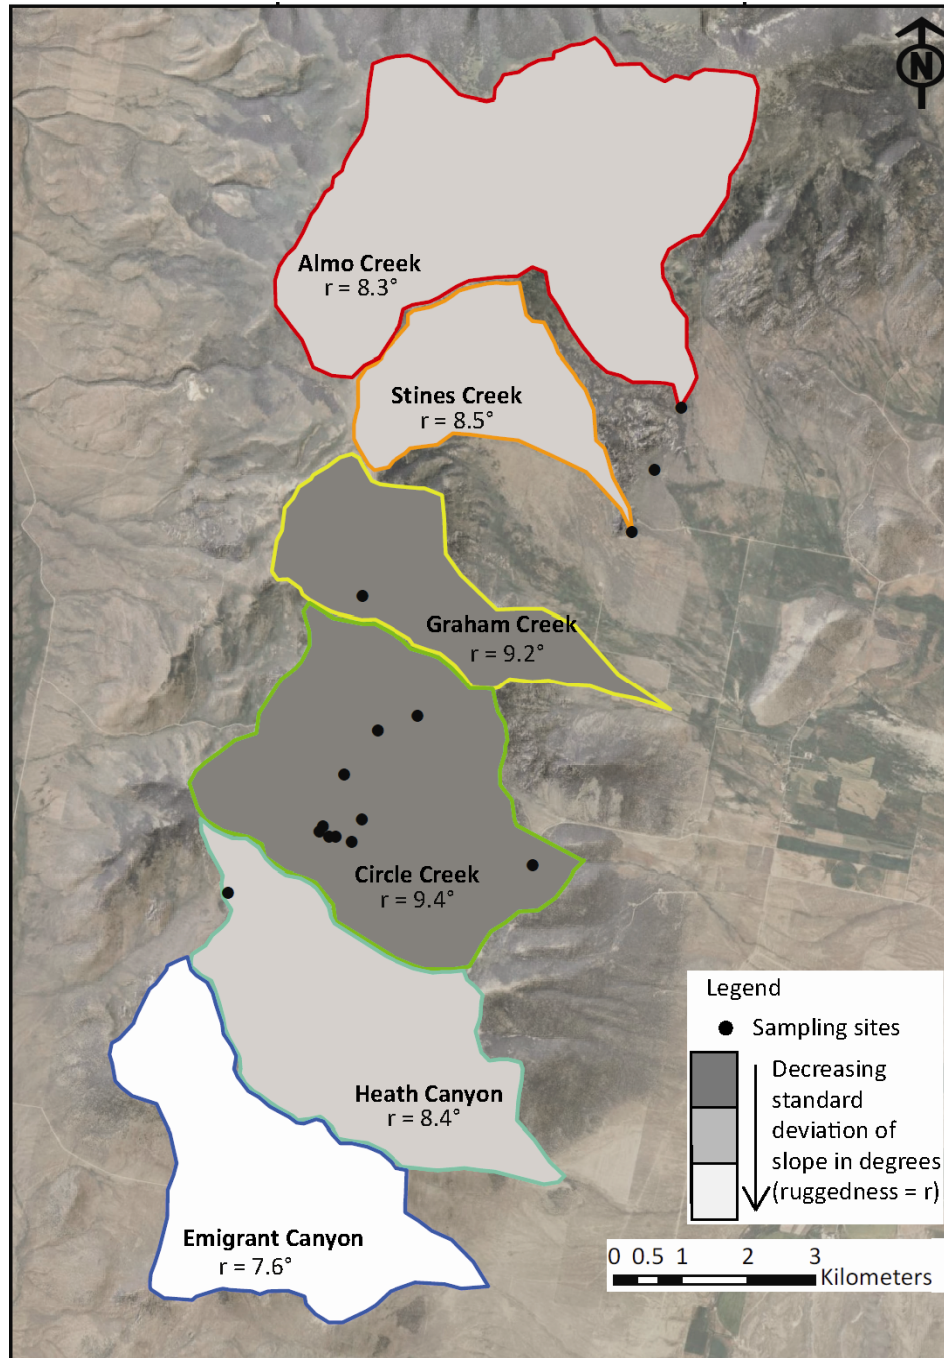 N
Almo Creek
r = 8.3°
Stines Creek
r = 8.5°
Graham Creek
r = 9.2°
Circle Creek
r = 9.4°
Heath Canyon
r = 8.4°
Emigrant Canyon
r = 7.6°
Legend
Sampling sites
Decreasing
standard
deviation of
slope in degrees
(ruggedness = r)
0 0.5 1 2 3
Kilometers